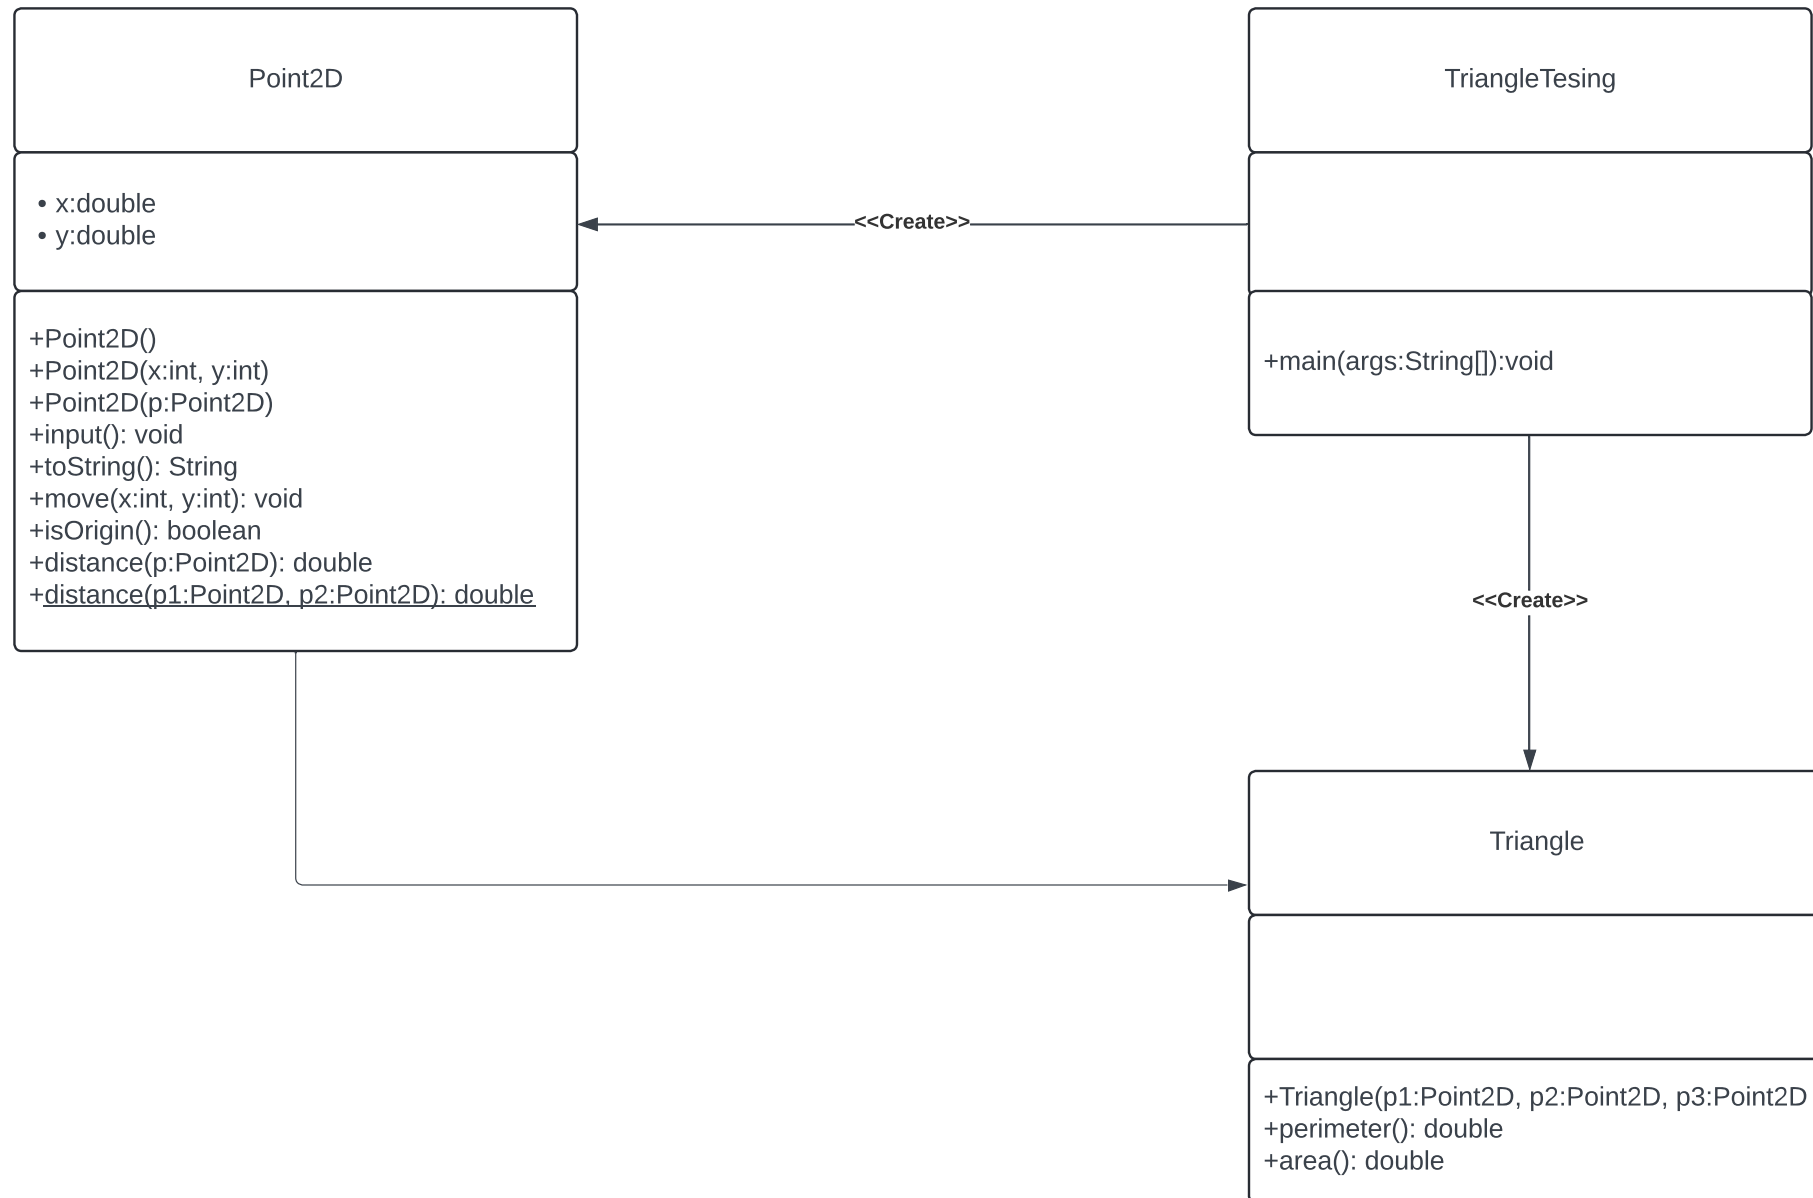 Point2D
• x:double
• y:double
+Point2D()
+Point2D(x:int, y:int)
+Point2D(p:Point2D)
+input(): void
+toString(): String
+move(x:int, y:int): void
+isOrigin(): boolean
+distance(p:Point2D): double
+distance(p1:Point2D, p2:Point2D): double
<<Create>>
TriangleTesing
+main(args:String[]):void
<<Create>>
Triangle
+Triangle(p1:Point2D, p2:Point2D, p3:Point2D
+perimeter(): double
+area(): double